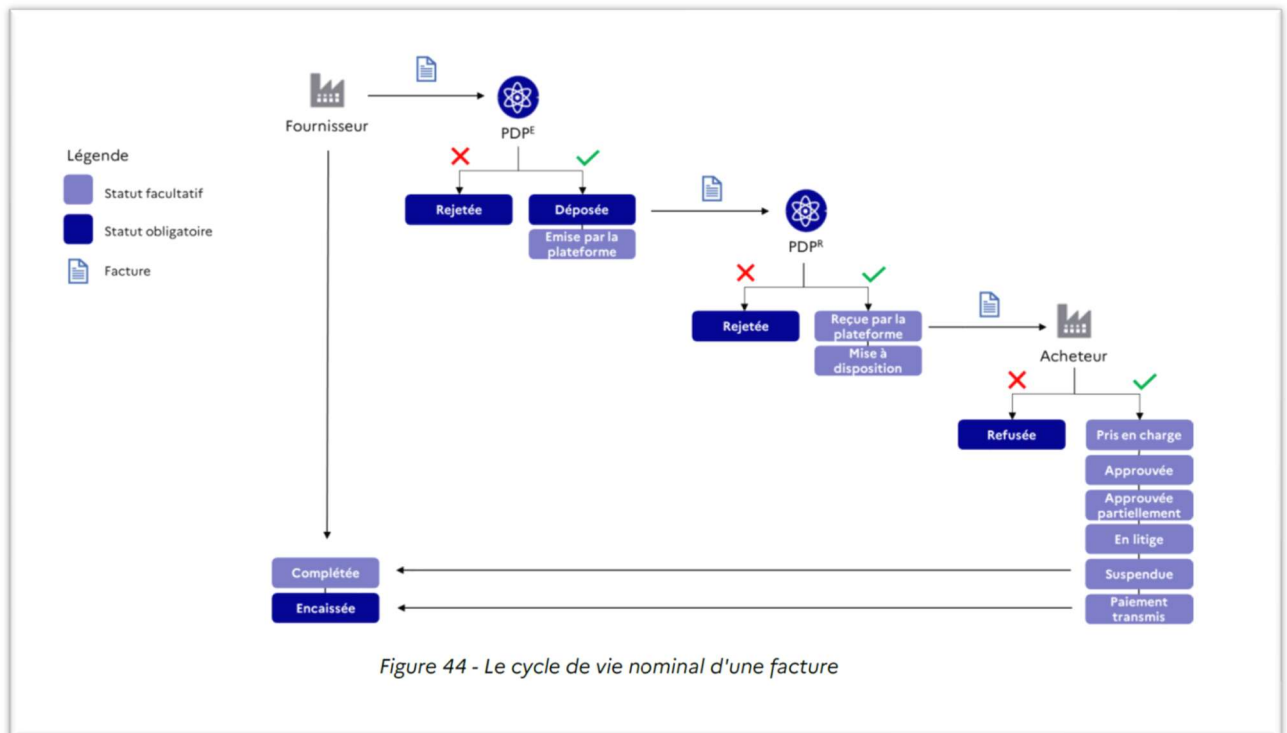 Fournisseur
PDPᴱ
Légende
Statut facultatif
Statut obligatoire
Facture
Rejetée
Déposée
Emise par la
plateforme
PDPᴿ
Rejetée
Reçue par la
plateforme
Mise à
disposition
Acheteur
Refusée
Pris en charge
Approuvée
Approuvée
partiellement
En litige
Suspendue
Paiement
transmis
Complétée
Encaissée
Figure 44 - Le cycle de vie nominal d'une facture